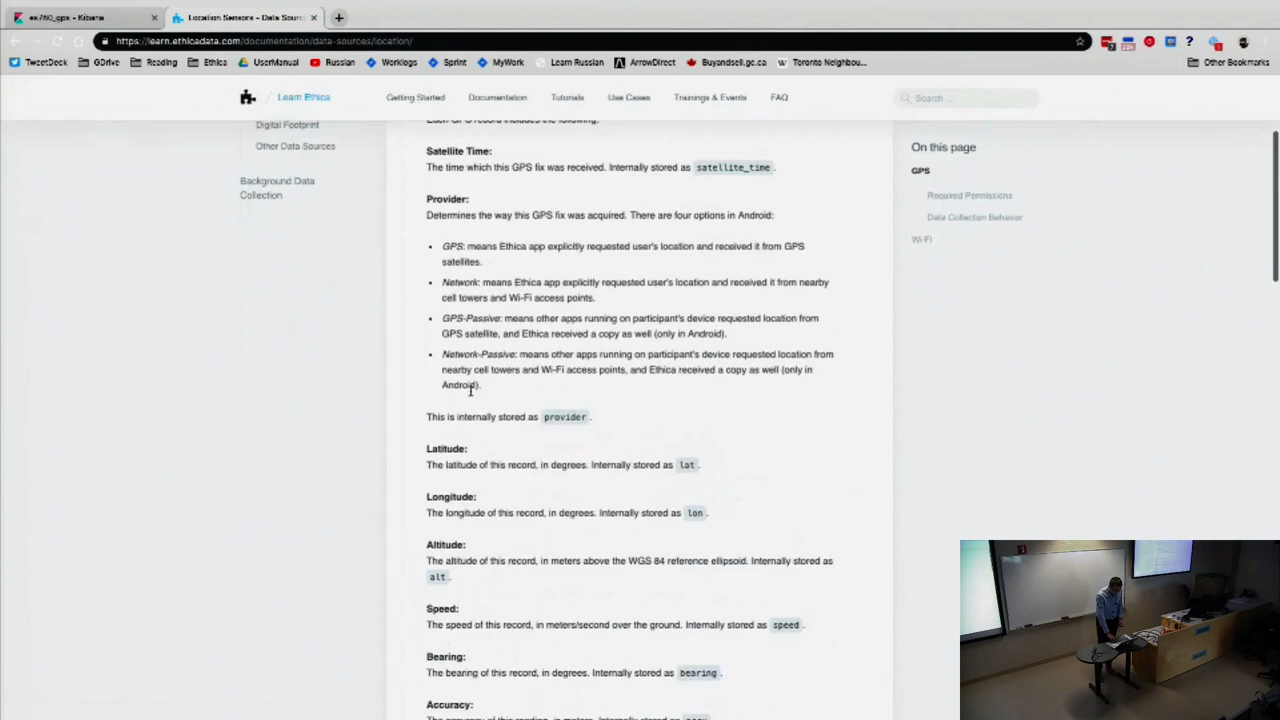 ex780_gps - Kibana
Location Sensors - Data Sourc
https://learn.ethicadata.com/documentation/data-sources/location/
TweetDeck GDrive Reading Ethica UserManual Russian Worklogs Sprint MyWork Learn Russian ArrowDirect Buyandsell.gc.ca Toronto Neighbou... Other Bookmarks
/ Learn Ethica Getting Started Documentation Tutorials Use Cases Trainings & Events FAQ Search ...
Digital Footprint
Other Data Sources
Background Data
Collection
Each GPS record includes the following:
Satellite Time:
The time which this GPS fix was received. Internally stored as satellite_time.
Provider:
Determines the way this GPS fix was acquired. There are four options in Android:
• GPS: means Ethica app explicitly requested user's location and received it from GPS
satellites.
• Network: means Ethica app explicitly requested user's location and received it from nearby
cell towers and Wi-Fi access points.
• GPS-Passive: means other apps running on participant's device requested location from
GPS satellite, and Ethica received a copy as well (only in Android).
• Network-Passive: means other apps running on participant's device requested location from
nearby cell towers and Wi-Fi access points, and Ethica received a copy as well (only in
Android).
This is internally stored as provider.
Latitude:
The latitude of this record, in degrees. Internally stored as lat.
Longitude:
The longitude of this record, in degrees. Internally stored as lon.
Altitude:
The altitude of this record, in meters above the WGS 84 reference ellipsoid. Internally stored as
alt.
Speed:
The speed of this record, in meters/second over the ground. Internally stored as speed.
Bearing:
The bearing of this record, in degrees. Internally stored as bearing.
Accuracy:
On this page
GPS
Required Permissions
Data Collection Behavior
Wi-Fi